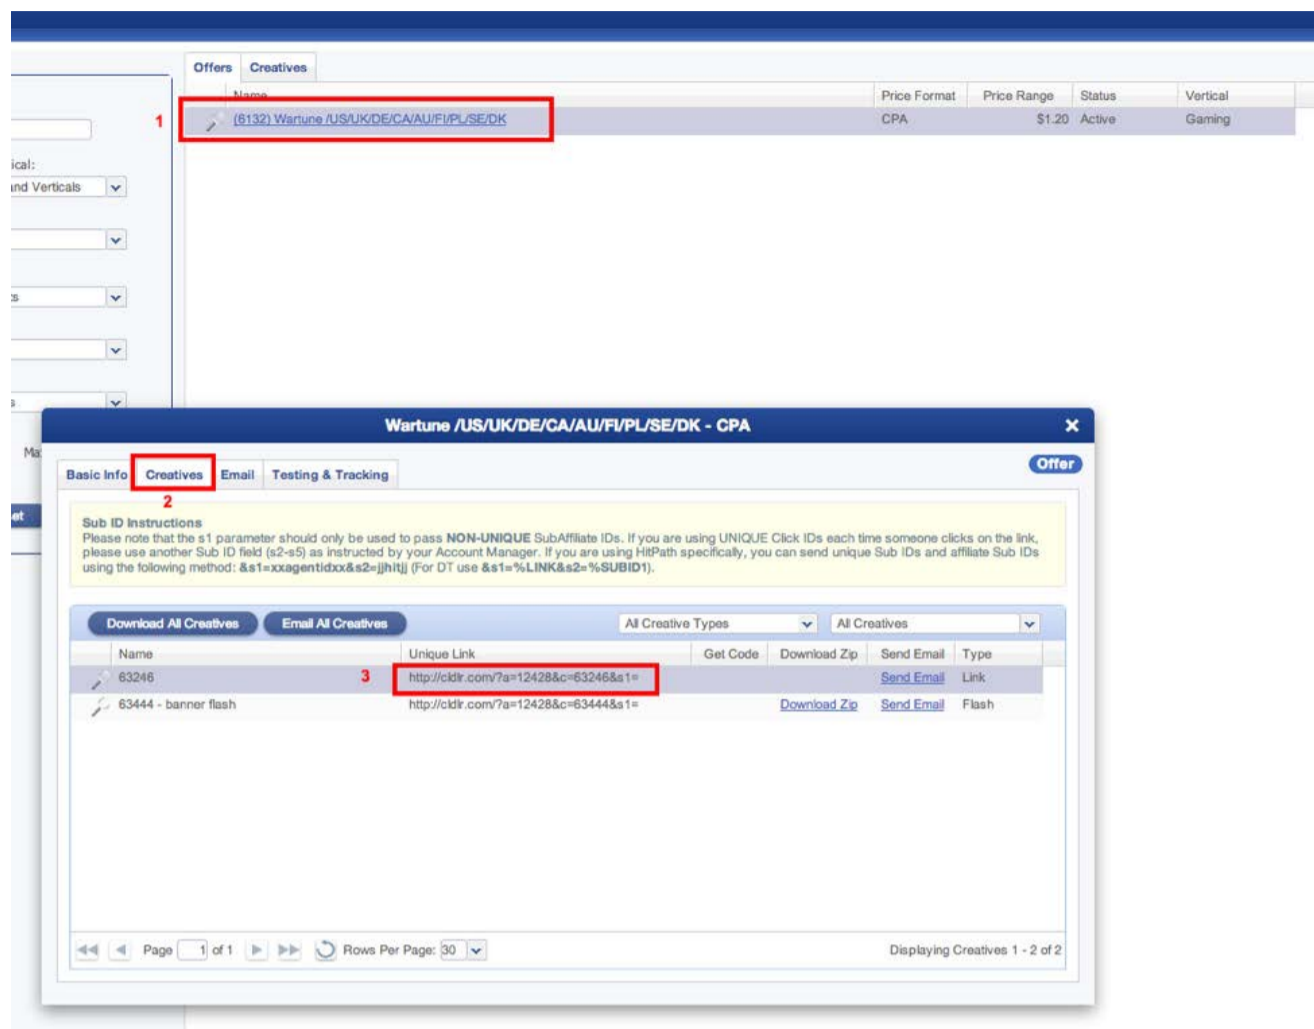 Offers Creatives
Name Price Format Price Range Status Vertical
1 (6132) Wartune /US/UK/DE/CA/AU/FI/PL/SE/DK CPA $1.20 Active Gaming
ical:
and Verticals
s
s
Ma
et
Wartune /US/UK/DE/CA/AU/FI/PL/SE/DK - CPA
Offer
Basic Info Creatives Email Testing & Tracking
2
Sub ID Instructions
Please note that the s1 parameter should only be used to pass NON-UNIQUE SubAffiliate IDs. If you are using UNIQUE Click IDs each time someone clicks on the link,
please use another Sub ID field (s2-s5) as instructed by your Account Manager. If you are using HitPath specifically, you can send unique Sub IDs and affiliate Sub IDs
using the following method: &s1=xxagentidxx&s2=jjhitjj (For DT use &s1=%LINK&s2=%SUBID1).
Download All Creatives Email All Creatives All Creative Types All Creatives
Name Unique Link Get Code Download Zip Send Email Type
63246 3 http://cldlr.com/?a=12428&c=63246&s1= Send Email Link
63444 - banner flash http://cldlr.com/?a=12428&c=63444&s1= Download Zip Send Email Flash
Page 1 of 1 Rows Per Page: 30 Displaying Creatives 1 - 2 of 2